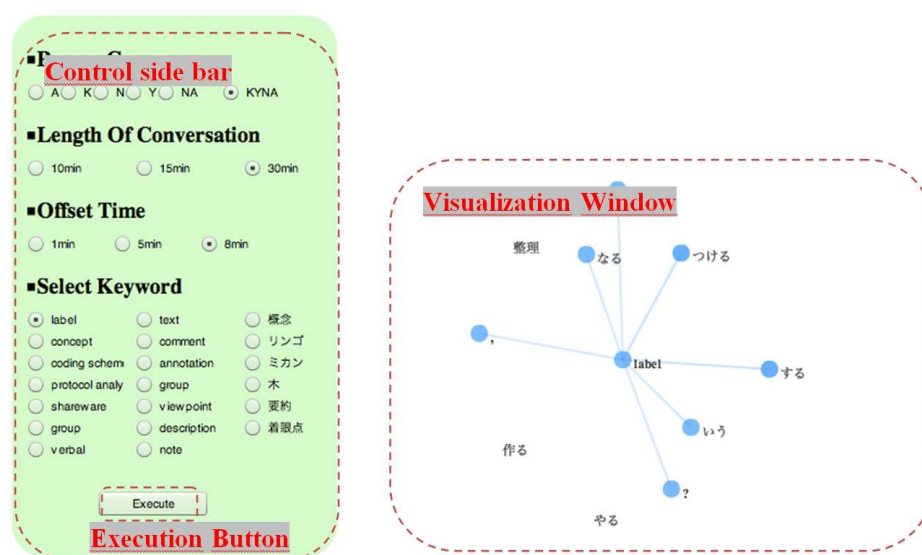 Control side bar
A K N Y NA KYNA
■Length Of Conversation
10min 15min 30min
■Offset Time
1min 5min 8min
■Select Keyword
label text 概念
concept comment リンゴ
coding schem annotation ミカン
protocol analy group 木
shareware viewpoint 要約
group description 着眼点
verbal note
Execute
Execution Button
Visualization Window
整理 なる つける
,
label
する
いう
作る
?
やる